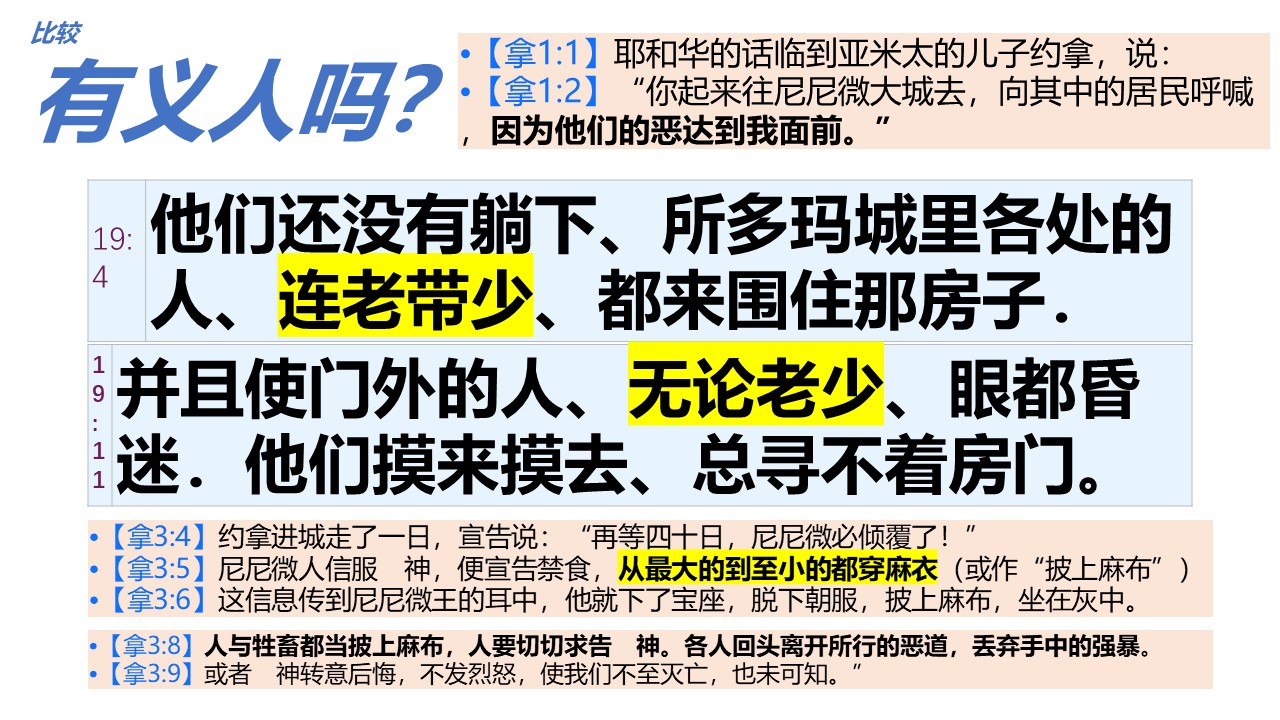 比较
有义人吗？
•【拿1:1】耶和华的话临到亚米太的儿子约拿，说：
•【拿1:2】“你起来往尼尼微大城去，向其中的居民呼喊
，因为他们的恶达到我面前。”
19:
4
他们还没有躺下、所多玛城里各处的
人、连老带少、都来围住那房子．
1
9
:
1
1
并且使门外的人、无论老少、眼都昏
迷．他们摸来摸去、总寻不着房门。
•【拿3:4】约拿进城走了一日，宣告说：“再等四十日，尼尼微必倾覆了！”
•【拿3:5】尼尼微人信服　神，便宣告禁食，从最大的到至小的都穿麻衣（或作“披上麻布”）
•【拿3:6】这信息传到尼尼微王的耳中，他就下了宝座，脱下朝服，披上麻布，坐在灰中。
•【拿3:8】人与牲畜都当披上麻布，人要切切求告　神。各人回头离开所行的恶道，丢弃手中的强暴。
•【拿3:9】或者　神转意后悔，不发烈怒，使我们不至灭亡，也未可知。”